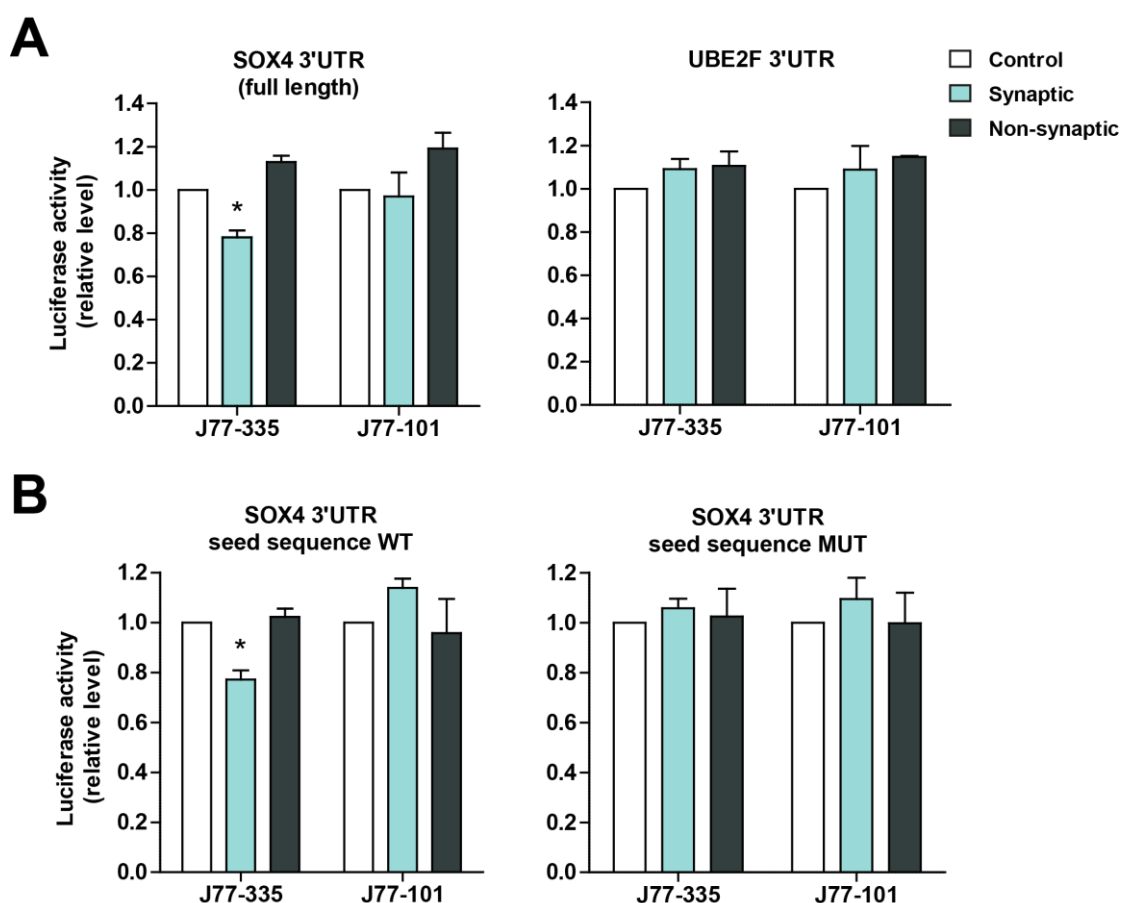 A
SOX4 3'UTR
(full length)
UBE2F 3'UTR
Control
Synaptic
Non-synaptic
Luciferase activity
(relative level)
1.4
1.2
1.0
0.8
0.6
0.4
0.2
0.0
*
J77-335 J77-101
1.4
1.2
1.0
0.8
0.6
0.4
0.2
0.0
J77-335 J77-101
B
SOX4 3'UTR
seed sequence WT
SOX4 3'UTR
seed sequence MUT
Luciferase activity
(relative level)
1.2
1.0
0.8
0.6
0.4
0.2
0.0
*
J77-335 J77-101
1.2
1.0
0.8
0.6
0.4
0.2
0.0
J77-335 J77-101